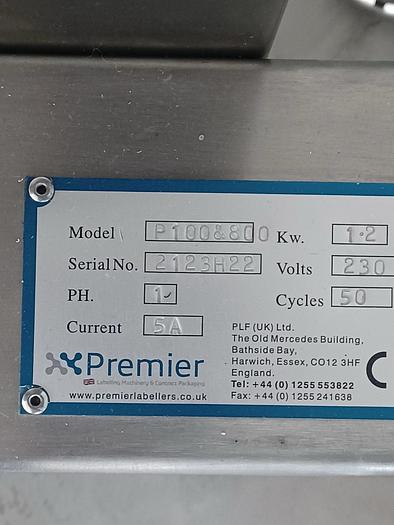 Model P100&800 Kw. 1.2
Serial No. 2123H22 Volts 230
PH. 1 Cycles 50
Current 5A
PLF (UK) Ltd.
The Old Mercedes Building,
Bathside Bay,
Harwich, Essex, CO12 3HF
England.
Tel: +44 (0) 1255 553822
Fax: +44 (0) 1255 241638
Premier
Labelling Machinery & Contract Packaging
www.premierlabellers.co.uk
C